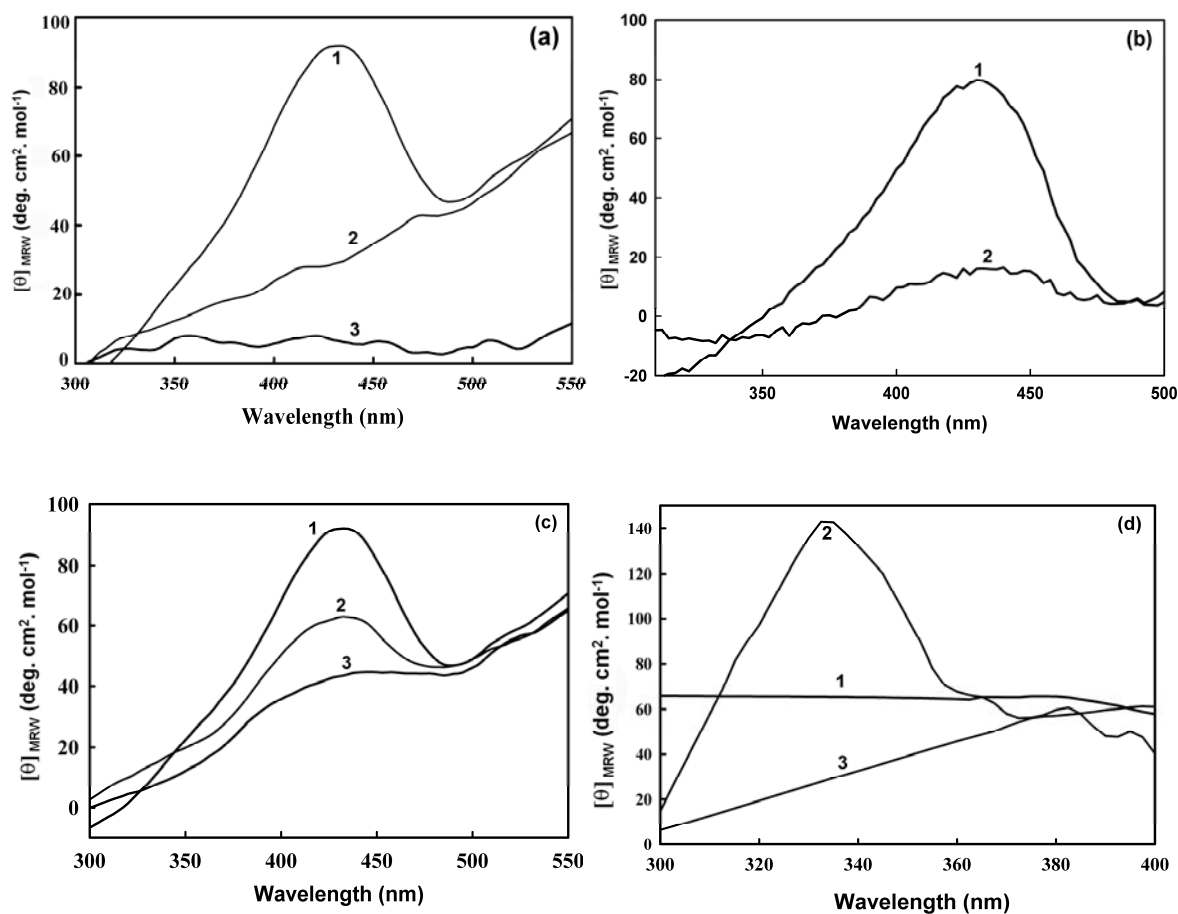 (a)
100
80
60
40
20
0
[θ] MRW (deg. cm². mol⁻¹)
1
2
3
300 350 400 450 500 550
Wavelength (nm)
(b)
100
80
60
40
20
0
-20
[θ] MRW (deg. cm². mol⁻¹)
1
2
350 400 450 500
Wavelength (nm)
(c)
100
80
60
40
20
0
[θ] MRW (deg. cm². mol⁻¹)
1
2
3
300 350 400 450 500 550
Wavelength (nm)
(d)
140
120
100
80
60
40
20
0
[θ] MRW (deg. cm². mol⁻¹)
2
1
3
300 320 340 360 380 400
Wavelength (nm)